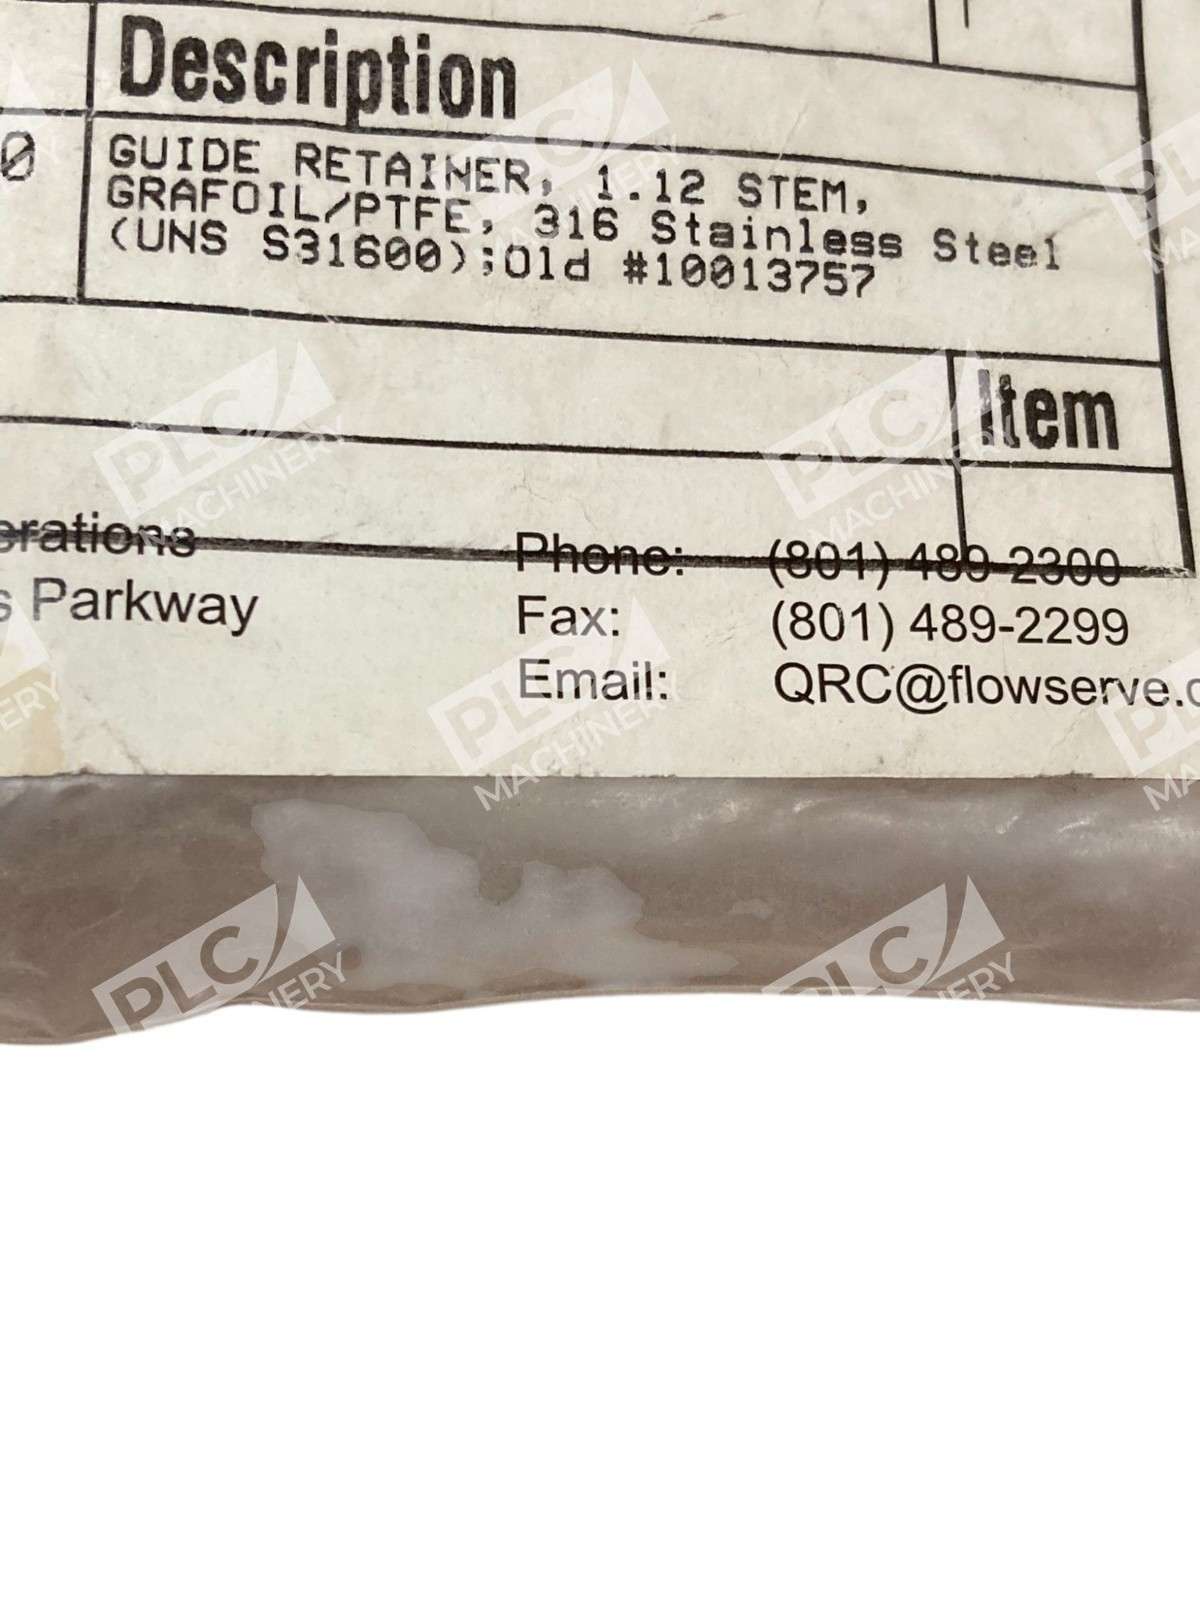 Description
0
GUIDE RETAINER, 1.12 STEM,
GRAFOIL/PTFE, 316 Stainless Steel
(UNS S31600);Old #10013757
Item
erations
Phone: (801) 489-2300
s Parkway
Fax: (801) 489-2299
Email: QRC@flowserve.c
PLC MACHINERY